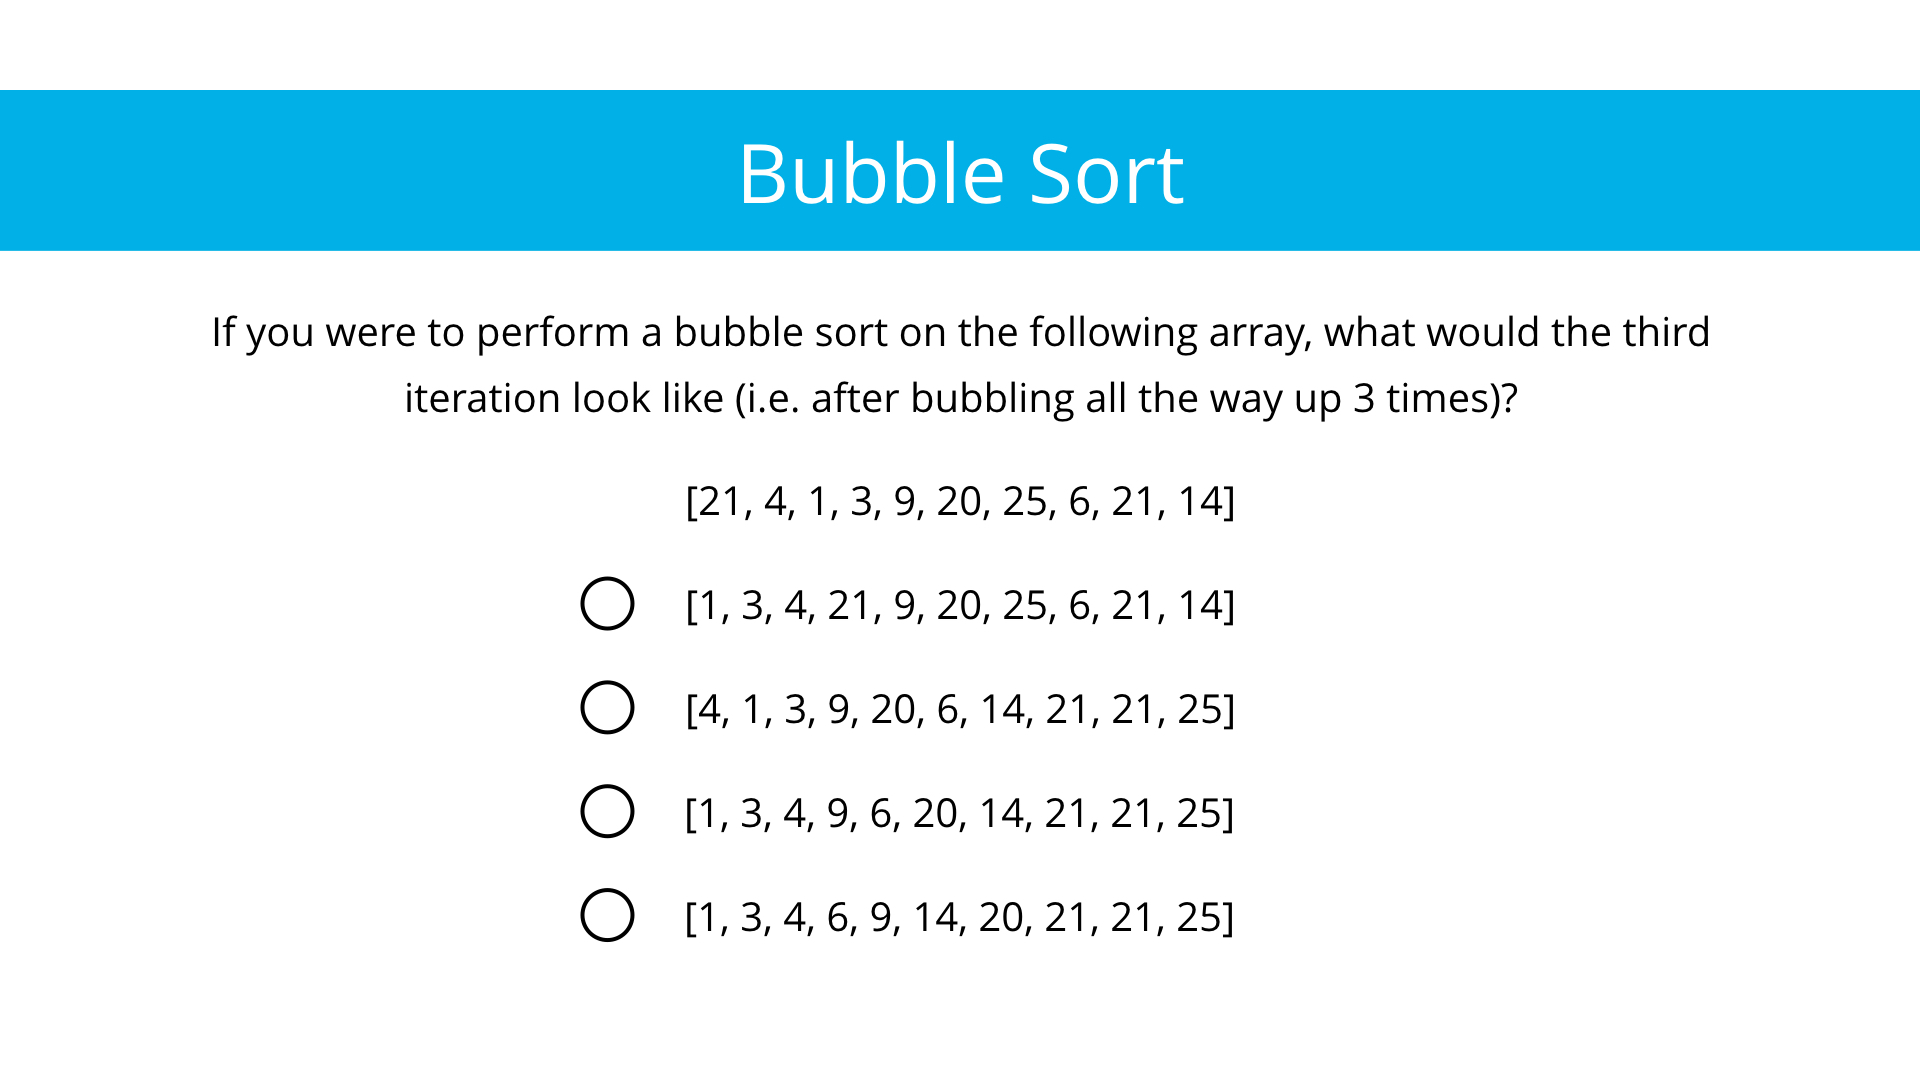 Bubble Sort
If you were to perform a bubble sort on the following array, what would the third
iteration look like (i.e. after bubbling all the way up 3 times)?
[21, 4, 1, 3, 9, 20, 25, 6, 21, 14]
[1, 3, 4, 21, 9, 20, 25, 6, 21, 14]
[4, 1, 3, 9, 20, 6, 14, 21, 21, 25]
[1, 3, 4, 9, 6, 20, 14, 21, 21, 25]
[1, 3, 4, 6, 9, 14, 20, 21, 21, 25]